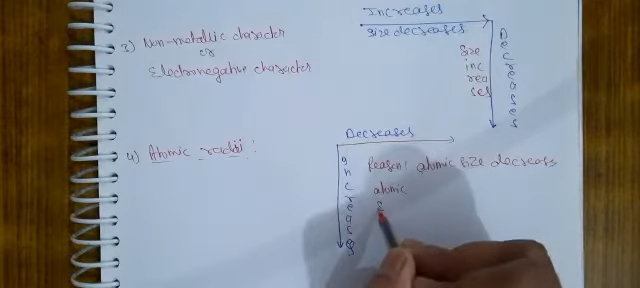 3) Non-metallic character
or
Electronegative character
Increases
Size decreases
Size
inc
rea
ses
Decreases
4) Atomic radii :
Decreases
Increases
Reason: atomic size decreases
atomic